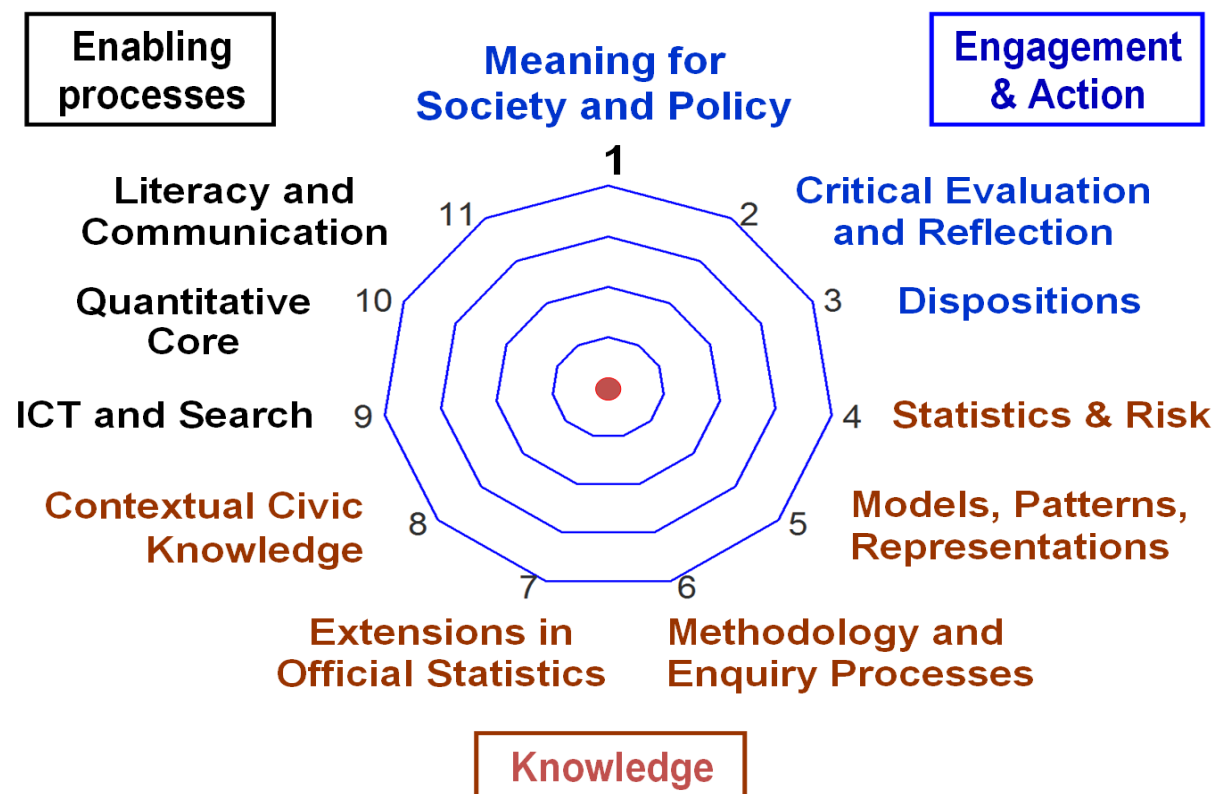 Enabling
processes
Meaning for
Society and Policy
Engagement
& Action
1
Literacy and
Communication
11
2
Critical Evaluation
and Reflection
Quantitative
Core
10
3
Dispositions
ICT and Search
9
4
Statistics & Risk
Contextual Civic
Knowledge
8
5
Models, Patterns,
Representations
7
6
Extensions in
Official Statistics
Methodology and
Enquiry Processes
Knowledge